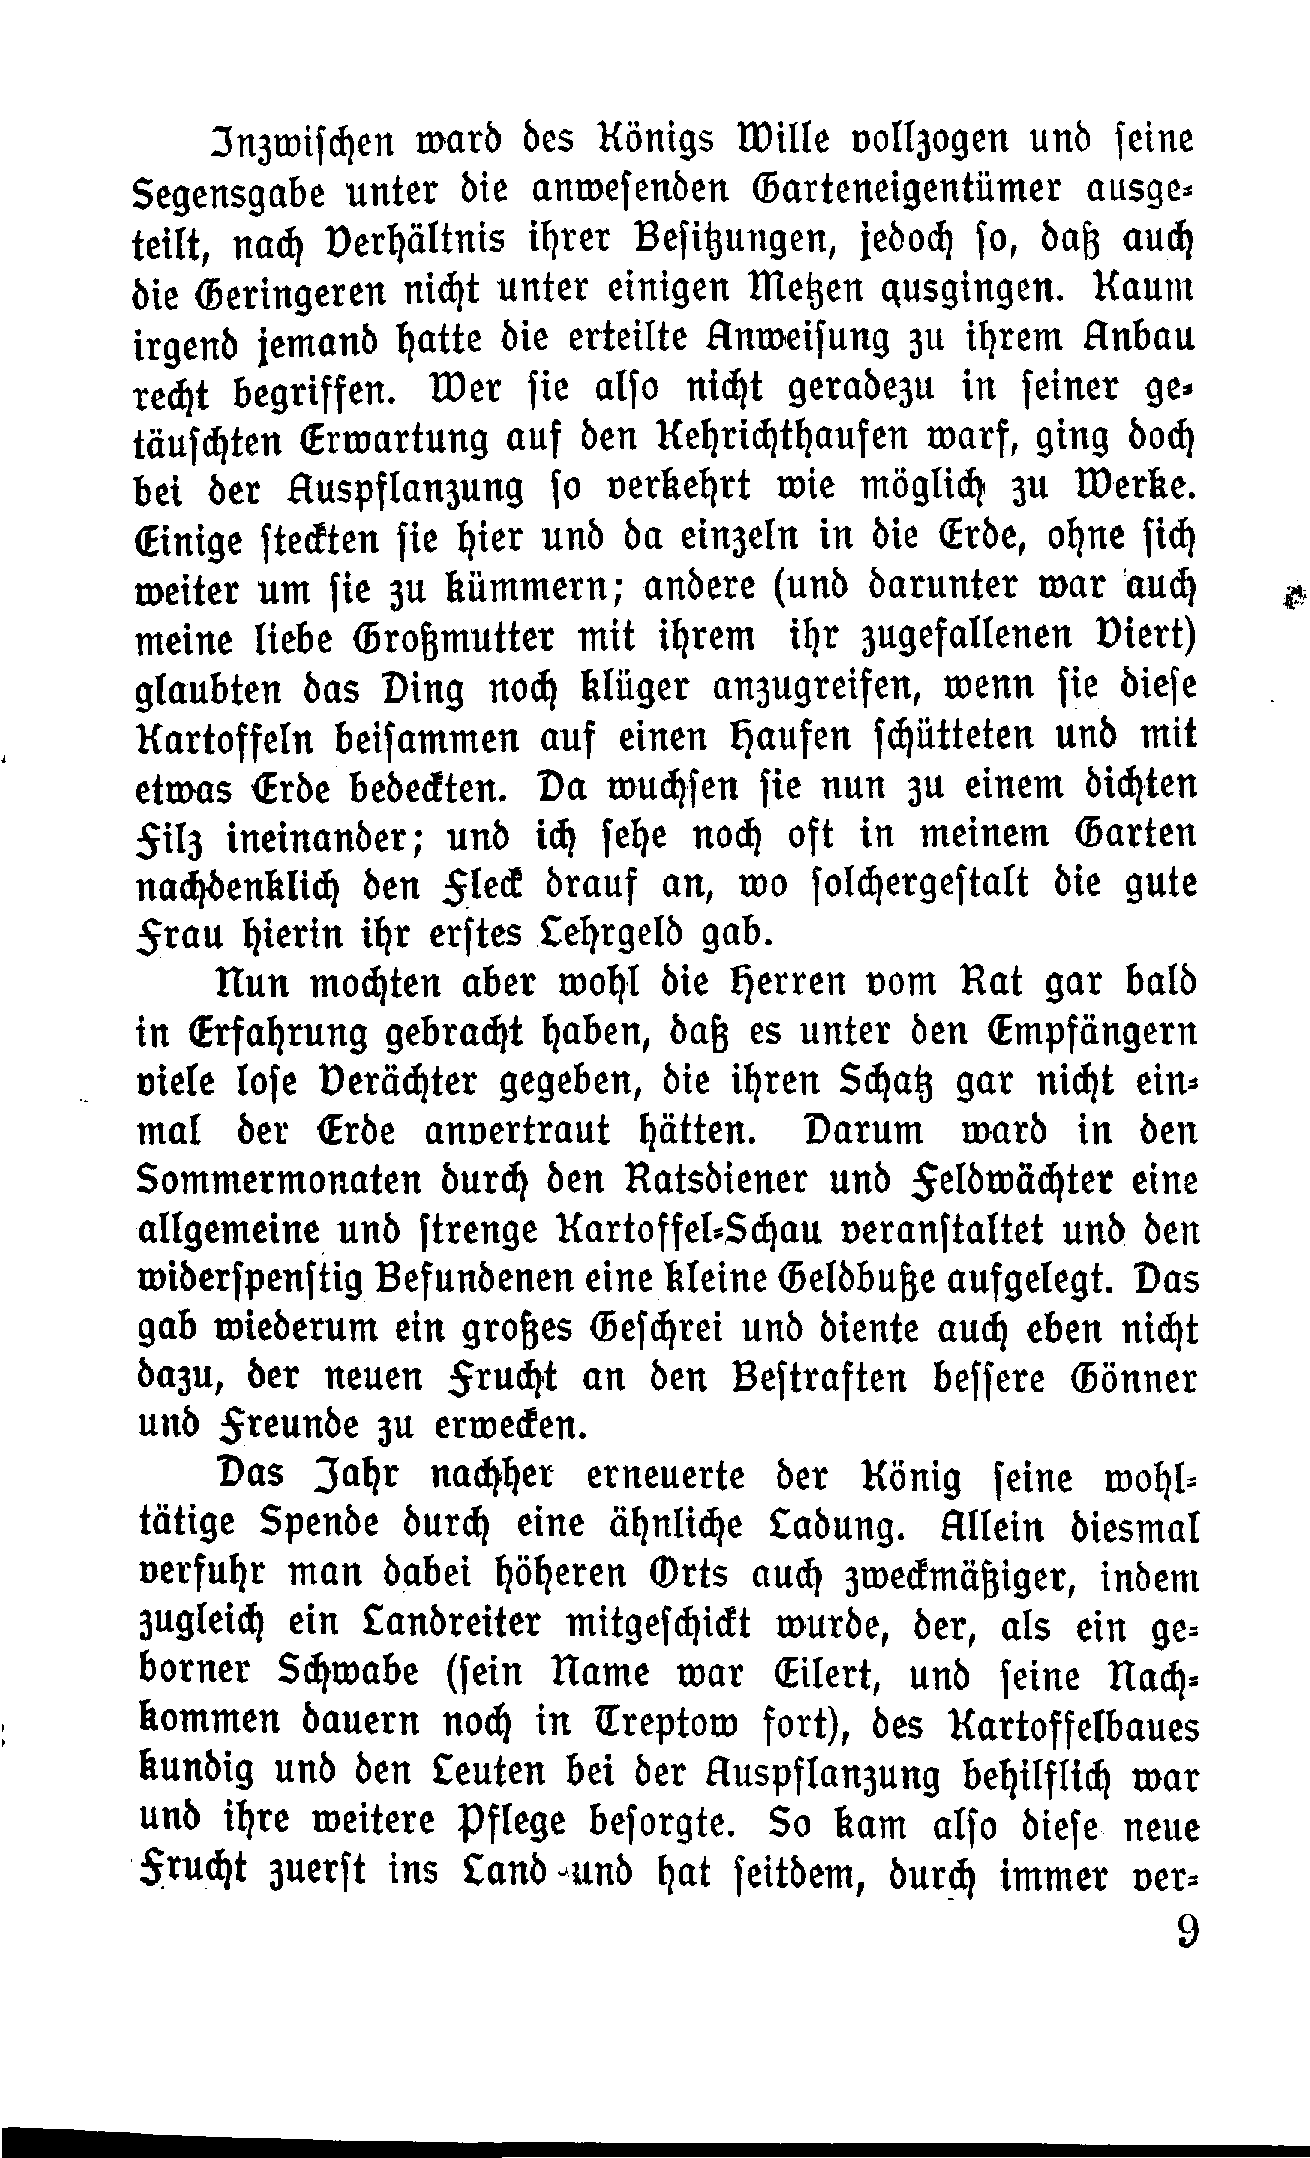 Inzwiſchen ward des Königs Wille vollzogen und ſeine
Segensgabe unter die anweſenden Garteneigentümer ausge-
teilt, nach Verhältnis ihrer Beſitzungen, jedoch ſo, daß auch
die Geringeren nicht unter einigen Metzen ausgingen. Kaum
irgend jemand hatte die erteilte Anweiſung zu ihrem Anbau
recht begriffen. Wer ſie alſo nicht geradezu in ſeiner ge-
täuſchten Erwartung auf den Kehrichthaufen warf, ging doch
bei der Auspflanzung ſo verkehrt wie möglich zu Werke.
Einige ſteckten ſie hier und da einzeln in die Erde, ohne ſich
weiter um ſie zu kümmern; andere (und darunter war auch
meine liebe Großmutter mit ihrem ihr zugefallenen Viert)
glaubten das Ding noch klüger anzugreifen, wenn ſie dieſe
Kartoffeln beiſammen auf einen Haufen ſchütteten und mit
etwas Erde bedeckten. Da wuchſen ſie nun zu einem dichten
Filz ineinander; und ich ſehe noch oft in meinem Garten
nachdenklich den Fleck drauf an, wo ſolchergeſtalt die gute
Frau hierin ihr erſtes Lehrgeld gab.
Nun mochten aber wohl die Herren vom Rat gar bald
in Erfahrung gebracht haben, daß es unter den Empfängern
viele loſe Verächter gegeben, die ihren Schatz gar nicht ein-
mal der Erde anvertraut hätten. Darum ward in den
Sommermonaten durch den Ratsdiener und Feldwächter eine
allgemeine und ſtrenge Kartoffel-Schau veranſtaltet und den
widerſpenſtig Befundenen eine kleine Geldbuße aufgelegt. Das
gab wiederum ein großes Geſchrei und diente auch eben nicht
dazu, der neuen Frucht an den Beſtraften beſſere Gönner
und Freunde zu erwecken.
Das Jahr nachher erneuerte der König ſeine wohl-
tätige Spende durch eine ähnliche Ladung. Allein diesmal
verfuhr man dabei höheren Orts auch zweckmäßiger, indem
zugleich ein Landreiter mitgeſchickt wurde, der, als ein ge-
borner Schwabe (ſein Name war Eilert, und ſeine Nach-
kommen dauern noch in Treptow fort), des Kartoffelbaues
kundig und den Leuten bei der Auspflanzung behilflich war
und ihre weitere Pflege beſorgte. So kam alſo dieſe neue
Frucht zuerſt ins Land und hat ſeitdem, durch immer ver-
9